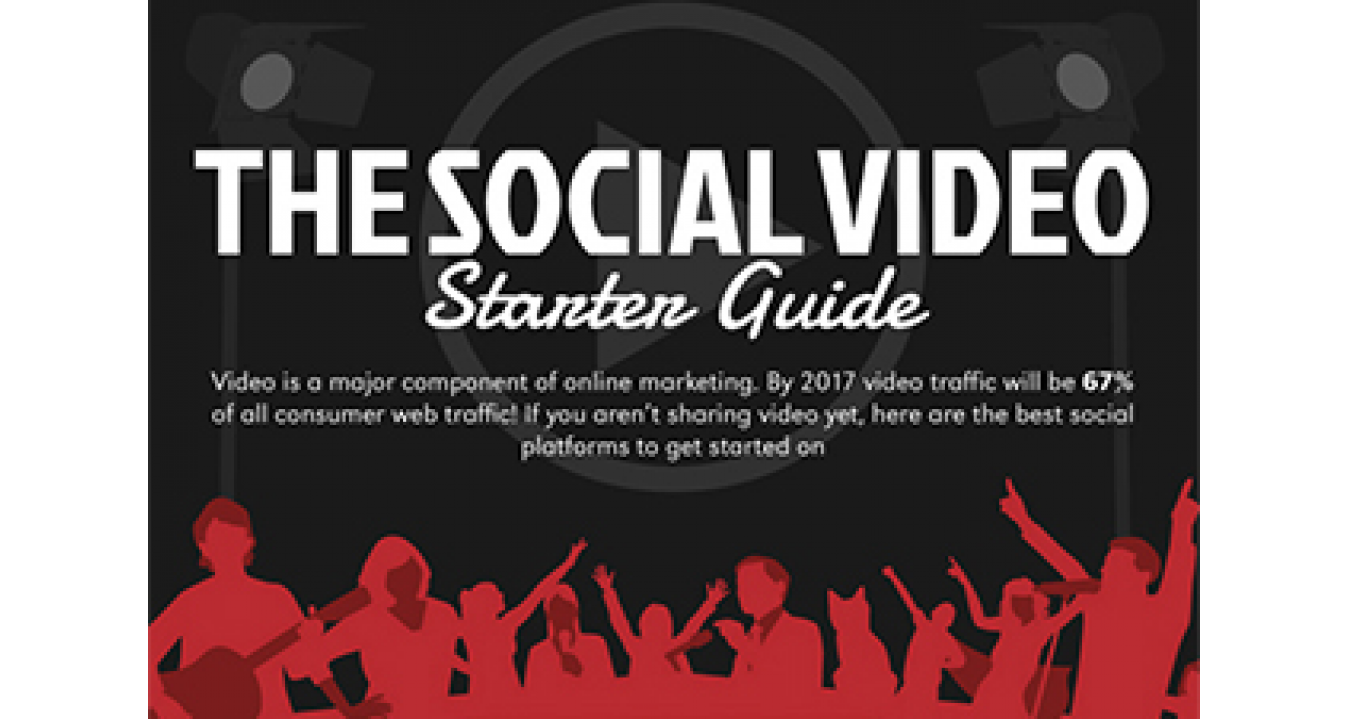 THE SOCIAL VIDEO
Starter Guide
Video is a major component of online marketing. By 2017 video traffic will be 67%
of all consumer web traffic! If you aren't sharing video yet, here are the best social
platforms to get started on